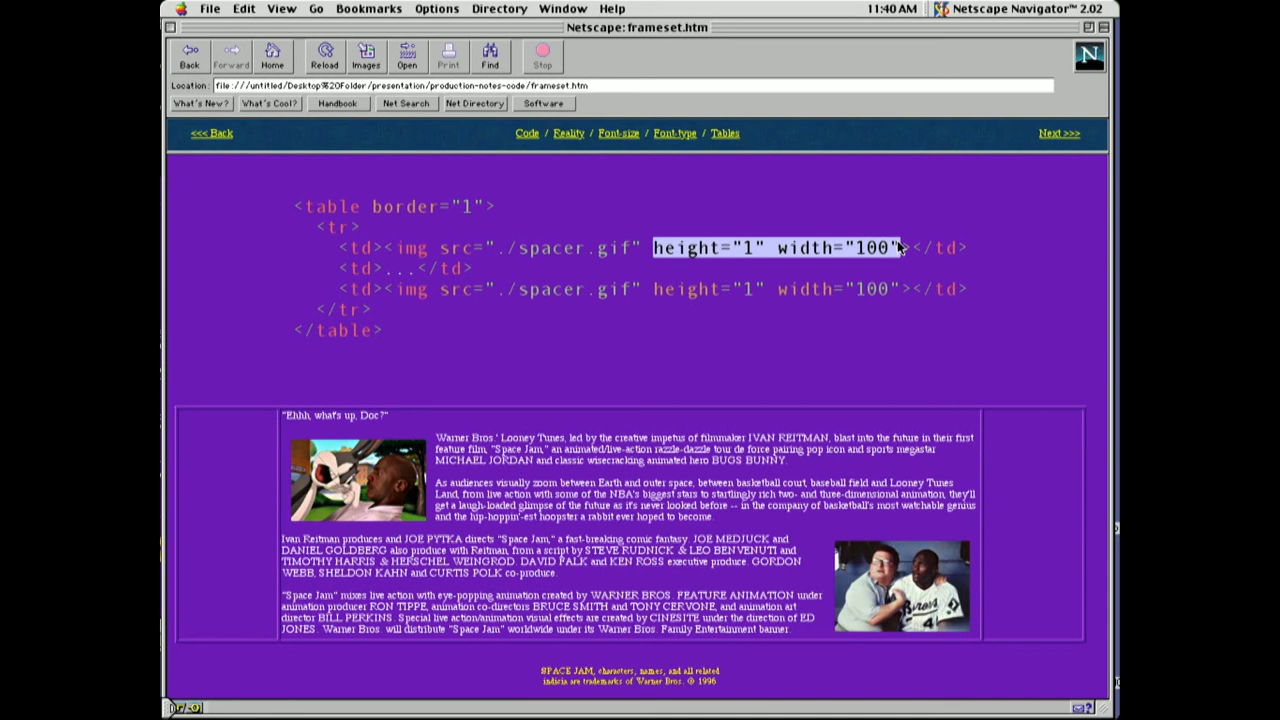 File Edit View Go Bookmarks Options Directory Window Help 11:40 AM Netscape Navigator™ 2.02
Netscape: frameset.htm
Back Forward Home Reload Images Open Print Find Stop
N
Location: file:///untitled/Desktop%20Folder/presentation/production-notes-code/frameset.htm
What's New? What's Cool? Handbook Net Search Net Directory Software
<<< Back Code / Reality / Font-size / Font-type / Tables Next >>>
<table border="1">
<tr>
<td><img src="./spacer.gif" height="1" width="100"></td>
<td>...</td>
<td><img src="./spacer.gif" height="1" width="100"></td>
</tr>
</table>
"Ehhh, what's up, Doc?"
Warner Bros.' Looney Tunes, led by the creative impetus of filmmaker IVAN REITMAN, blast into the future in their first
feature film, "Space Jam," an animated/live-action razzle-dazzle tour de force pairing pop icon and sports megastar
MICHAEL JORDAN and classic wisecracking animated hero BUGS BUNNY.
As audiences visually zoom between Earth and outer space, between basketball court, baseball field and Looney Tunes
Land, from live action with some of the NBA's biggest stars to startlingly rich two- and three-dimensional animation, they'll
get a laugh-loaded glimpse of the future as it's never looked before -- in the company of basketball's most watchable genius
and the hip-hoppin'-est hoopster a rabbit ever hoped to become.
Ivan Reitman produces and JOE PYTKA directs "Space Jam," a fast-breaking comic fantasy. JOE MEDJUCK and
DANIEL GOLDBERG also produce with Reitman, from a script by STEVE RUDNICK & LEO BENVENUTI and
TIMOTHY HARRIS & HERSCHEL WEINGROD. DAVID FALK and KEN ROSS executive produce. GORDON
WEBB, SHELDON KAHN and CURTIS POLK co-produce.
"Space Jam" mixes live action with eye-popping animation created by WARNER BROS. FEATURE ANIMATION under
animation producer RON TIPPE, animation co-directors BRUCE SMITH and TONY CERVONE, and animation art
director BILL PERKINS. Special live action/animation visual effects are created by CINESITE under the direction of ED
JONES. Warner Bros. will distribute "Space Jam" worldwide under its Warner Bros. Family Entertainment banner.
SPACE JAM, characters, names, and all related
indicia are trademarks of Warner Bros. © 1996